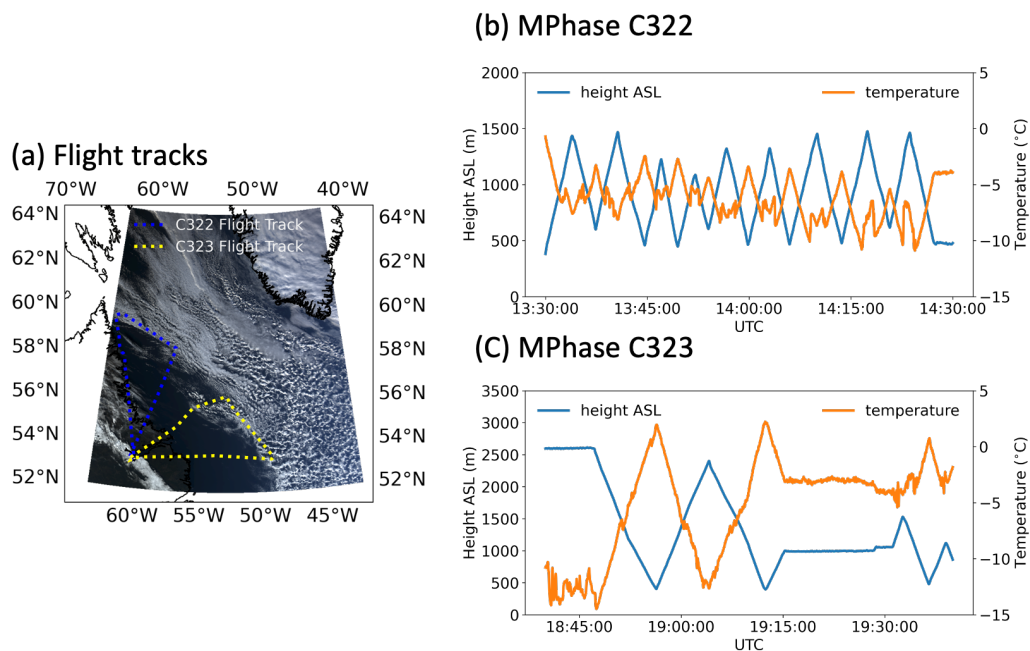 (b) MPhase C322
(a) Flight tracks
70°W 60°W 50°W 40°W
64°N
62°N
60°N
58°N
56°N
54°N
52°N
C322 Flight Track
C323 Flight Track
64°N
62°N
60°N
58°N
56°N
54°N
52°N
60°W 55°W 50°W 45°W
Height ASL (m)
2000
1500
1000
500
0
height ASL
temperature
5
0
−5
−10
−15
Temperature (°C)
13:30:00 13:45:00 14:00:00 14:15:00 14:30:00
UTC
(C) MPhase C323
Height ASL (m)
3500
3000
2500
2000
1500
1000
500
0
height ASL
temperature
5
0
−5
−10
−15
Temperature (°C)
18:45:00 19:00:00 19:15:00 19:30:00
UTC